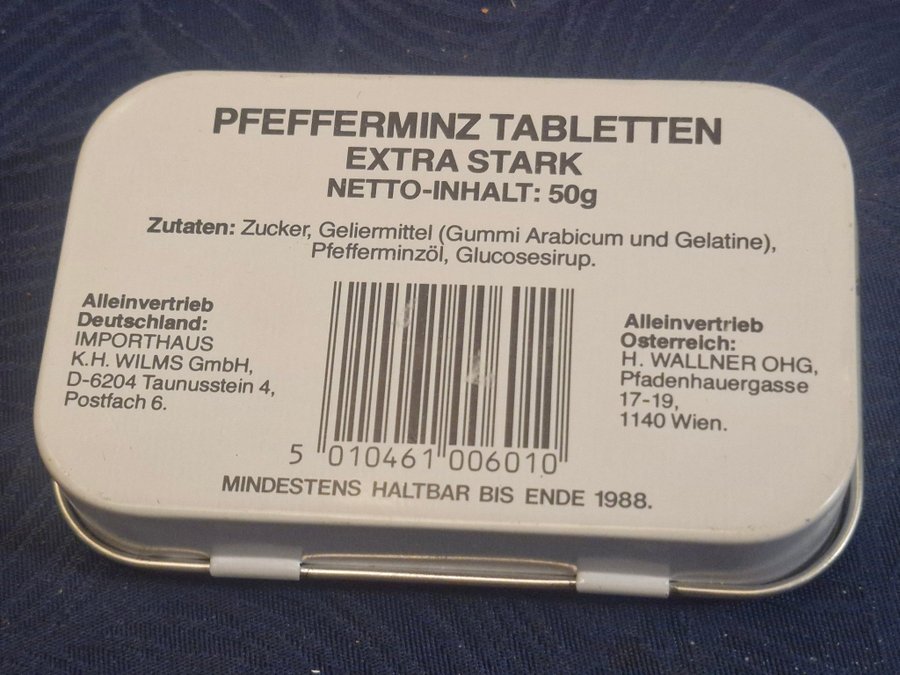 PFEFFERMINZ TABLETTEN
EXTRA STARK
NETTO-INHALT: 50g
Zutaten: Zucker, Geliermittel (Gummi Arabicum und Gelatine),
Pfefferminzöl, Glucosesirup.
Alleinvertrieb
Deutschland:
IMPORTHAUS
K.H. WILMS GmbH,
D-6204 Taunusstein 4,
Postfach 6.
Alleinvertrieb
Osterreich:
H. WALLNER OHG,
Pfadenhauergasse
17-19,
1140 Wien.
5 010461 006010
MINDESTENS HALTBAR BIS ENDE 1988.